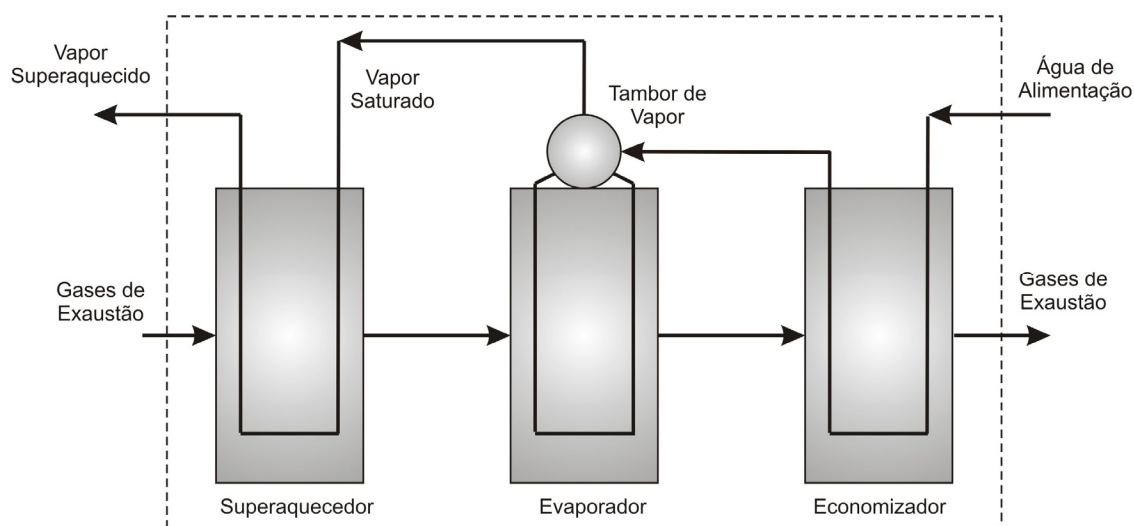 Vapor
Superaquecido
Vapor
Saturado
Tambor de
Vapor
Água de
Alimentação
Gases de
Exaustão
Gases de
Exaustão
Superaquecedor
Evaporador
Economizador